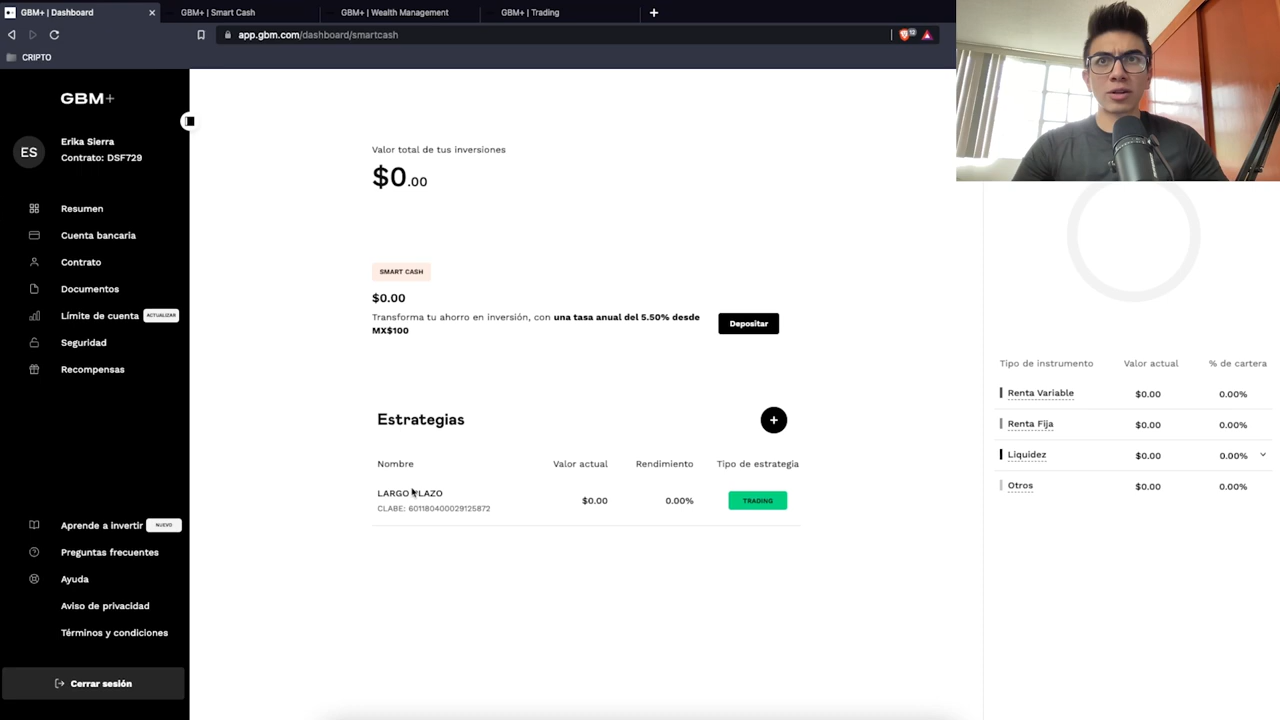 GBM+ | Dashboard
GBM+ | Smart Cash
GBM+ | Wealth Management
GBM+ | Trading
app.gbm.com/dashboard/smartcash
12
CRIPTO
GBM+
ES
Erika Sierra
Contrato: DSF729
Resumen
Cuenta bancaria
Contrato
Documentos
Límite de cuenta ACTUALIZAR
Seguridad
Recompensas
Aprende a invertir NUEVO
Preguntas frecuentes
Ayuda
Aviso de privacidad
Términos y condiciones
Cerrar sesión
Valor total de tus inversiones
$0.00
SMART CASH
$0.00
Transforma tu ahorro en inversión, con una tasa anual del 5.50% desde
MX$100
Depositar
Estrategias
Nombre Valor actual Rendimiento Tipo de estrategia
LARGO PLAZO
CLABE: 601180400029125872
$0.00 0.00% TRADING
Tipo de instrumento Valor actual % de cartera
Renta Variable $0.00 0.00%
Renta Fija $0.00 0.00%
Liquidez $0.00 0.00%
Otros $0.00 0.00%